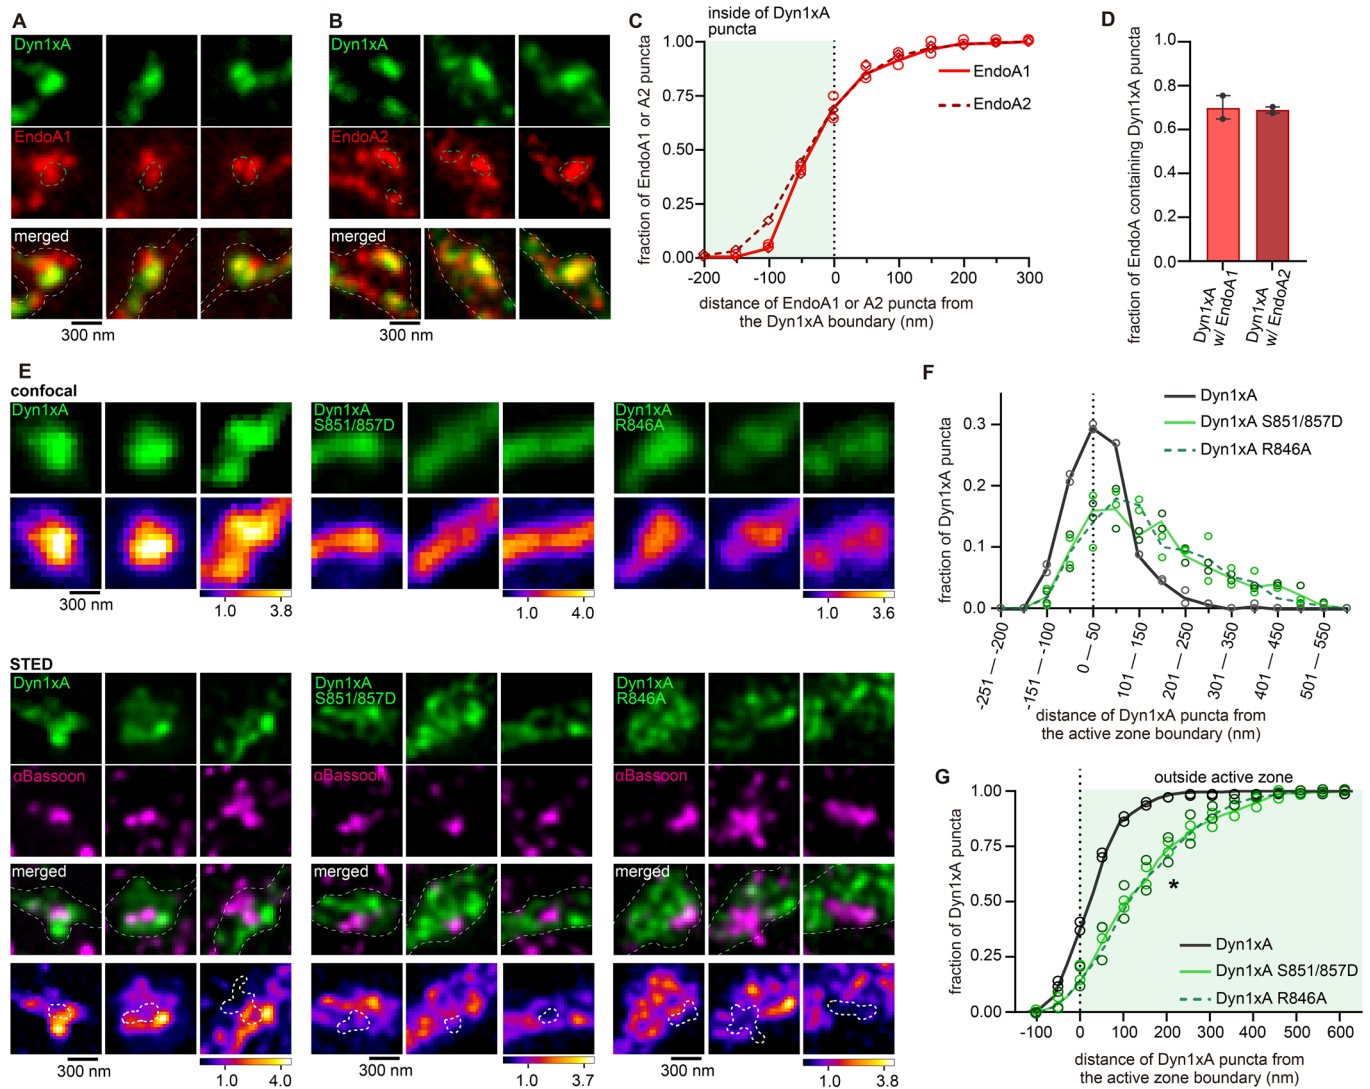 A
Dyn1xA
EndoA1
merged
300 nm
B
Dyn1xA
EndoA2
merged
300 nm
C
inside of Dyn1xA
puncta
fraction of EndoA1 or A2 puncta
1.00
0.75
0.50
0.25
0
-200
-100
0
100
200
300
EndoA1
EndoA2
distance of EndoA1 or A2 puncta from
the Dyn1xA boundary (nm)
D
fraction of EndoA containing Dyn1xA puncta
1.0
0.8
0.6
0.4
0.2
0.0
Dyn1xA
w/ EndoA1
Dyn1xA
w/ EndoA2
E
confocal
Dyn1xA
Dyn1xA
S851/857D
Dyn1xA
R846A
300 nm
1.0 3.8
1.0 4.0
1.0 3.6
STED
Dyn1xA
Dyn1xA
S851/857D
Dyn1xA
R846A
αBassoon
αBassoon
αBassoon
merged
merged
merged
300 nm
1.0 4.0
300 nm
1.0 3.7
300 nm
1.0 3.8
F
fraction of Dyn1xA puncta
0.3
0.2
0.1
0.0
Dyn1xA
Dyn1xA S851/857D
Dyn1xA R846A
-251 — -200
-151 — -100
0 — 50
101 — 150
201 — 250
301 — 350
401 — 450
501 — 550
distance of Dyn1xA puncta from
the active zone boundary (nm)
G
outside active zone
fraction of Dyn1xA puncta
1.00
0.75
0.50
0.25
0.00
*
Dyn1xA
Dyn1xA S851/857D
Dyn1xA R846A
-100
0
100
200
300
400
500
600
distance of Dyn1xA puncta from
the active zone boundary (nm)